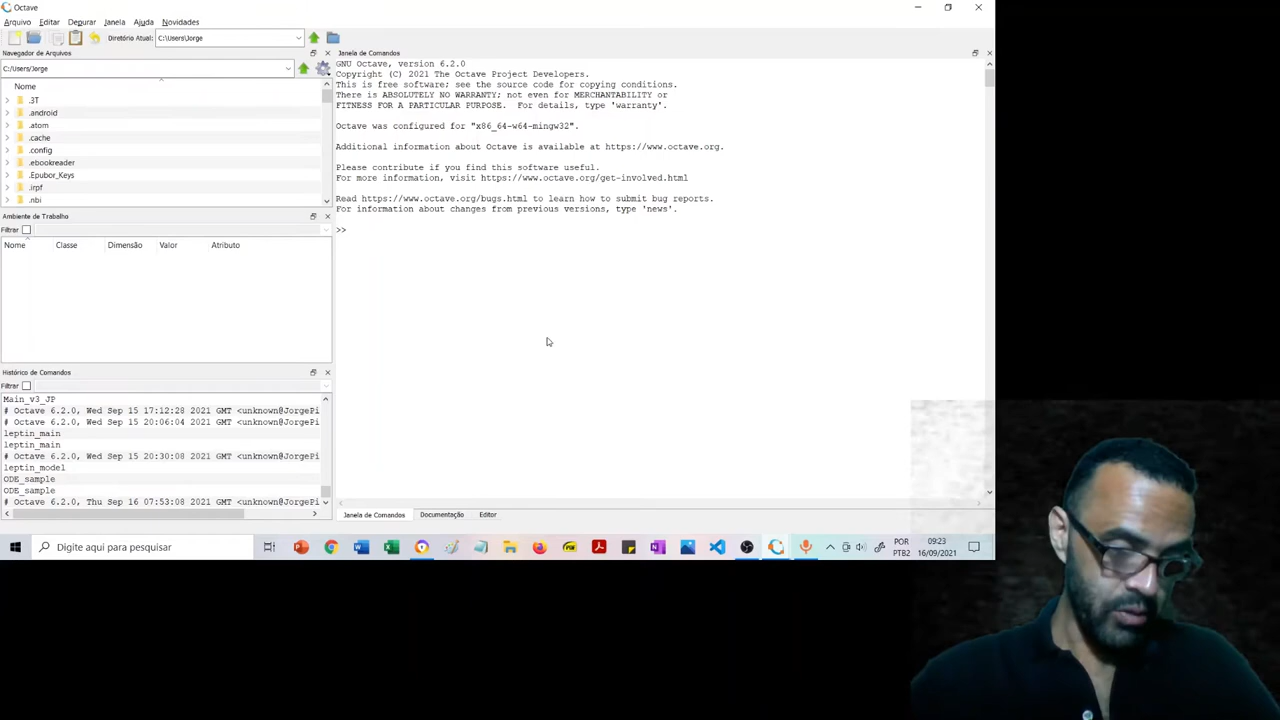 Octave
Arquivo Editar Depurar Janela Ajuda Novidades
Diretório Atual: C:\Users\Jorge
Navegador de Arquivos
C:/Users/Jorge
Nome
.3T
.android
.atom
.cache
.config
.ebookreader
.Epubor_Keys
.irpf
.nbi
Ambiente de Trabalho
Filtrar
Nome Classe Dimensão Valor Atributo
Histórico de Comandos
Filtrar
Main_v3_JP
# Octave 6.2.0, Wed Sep 15 17:12:28 2021 GMT <unknown@JorgePi
# Octave 6.2.0, Wed Sep 15 20:06:04 2021 GMT <unknown@JorgePi
leptin_main
leptin_main
# Octave 6.2.0, Wed Sep 15 20:30:08 2021 GMT <unknown@JorgePi
leptin_model
ODE_sample
ODE_sample
# Octave 6.2.0, Thu Sep 16 07:53:08 2021 GMT <unknown@JorgePi
Janela de Comandos
GNU Octave, version 6.2.0
Copyright (C) 2021 The Octave Project Developers.
This is free software; see the source code for copying conditions.
There is ABSOLUTELY NO WARRANTY; not even for MERCHANTABILITY or
FITNESS FOR A PARTICULAR PURPOSE.  For details, type 'warranty'.
Octave was configured for "x86_64-w64-mingw32".
Additional information about Octave is available at https://www.octave.org.
Please contribute if you find this software useful.
For more information, visit https://www.octave.org/get-involved.html
Read https://www.octave.org/bugs.html to learn how to submit bug reports.
For information about changes from previous versions, type 'news'.
>>
Janela de Comandos Documentação Editor
Digite aqui para pesquisar
POR
PTB2
09:23
16/09/2021